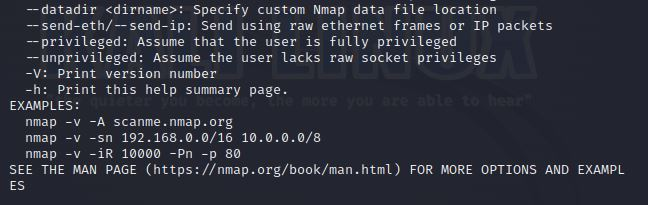 --datadir <dirname>: Specify custom Nmap data file location
--send-eth/--send-ip: Send using raw ethernet frames or IP packets
--privileged: Assume that the user is fully privileged
--unprivileged: Assume the user lacks raw socket privileges
-V: Print version number
-h: Print this help summary page.
EXAMPLES:
quieter you become, the more you are able to hear"
nmap -v -A scanme.nmap.org
nmap -v -sn 192.168.0.0/16 10.0.0.0/8
nmap -v -iR 10000 -Pn -p 80
SEE THE MAN PAGE (https://nmap.org/book/man.html) FOR MORE OPTIONS AND EXAMPL
ES